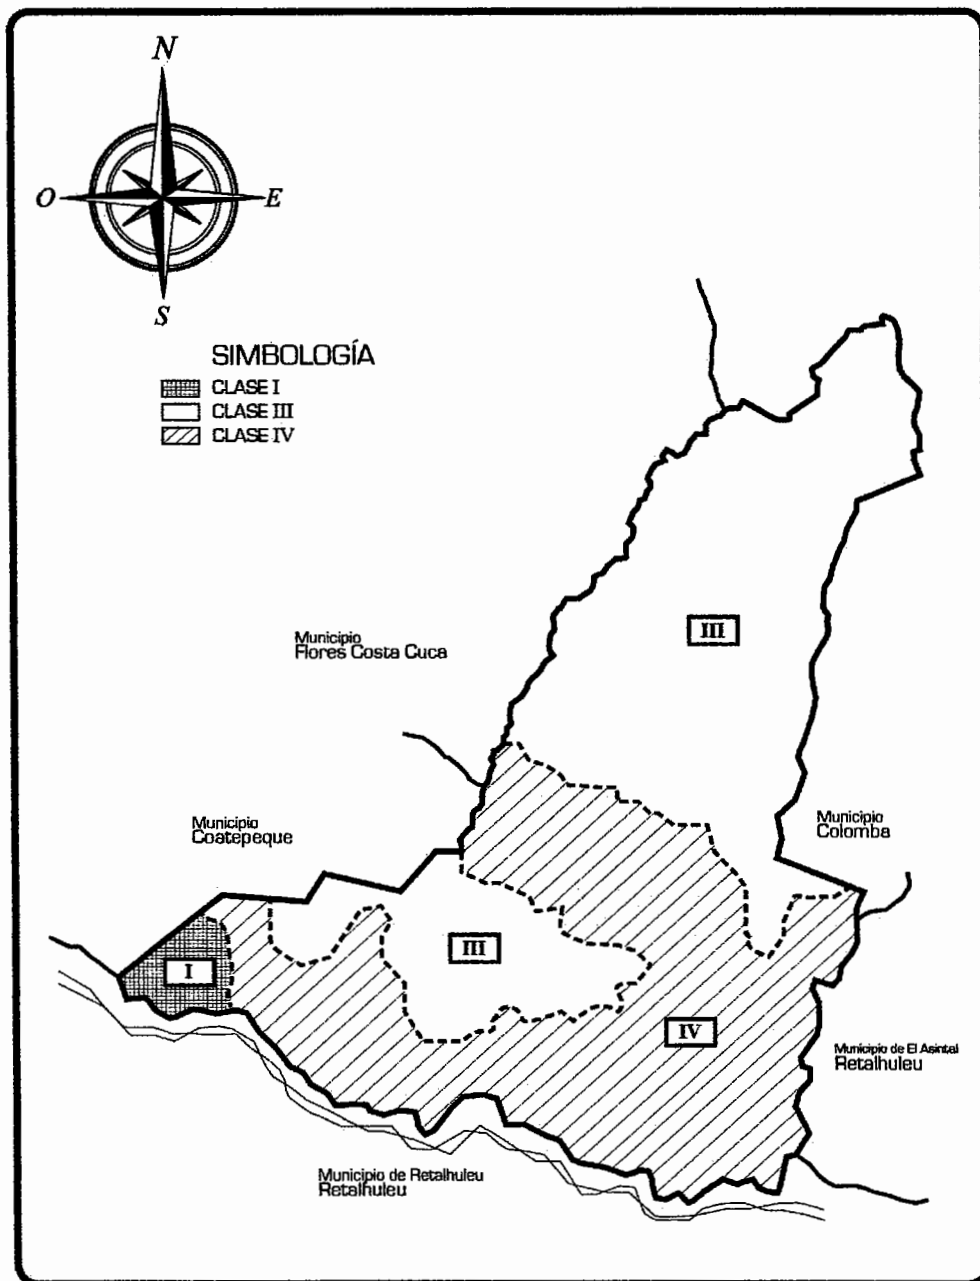 N
O
E
S
SIMBOLOGÍA
CLASE I
CLASE III
CLASE IV
III
Municipio
Flores Costa Cuca
Municipio
Coatepeque
Municipio
Colomba
III
I
IV
Municipio de El Asintal
Retalhuleu
Municipio de Retalhuleu
Retalhuleu